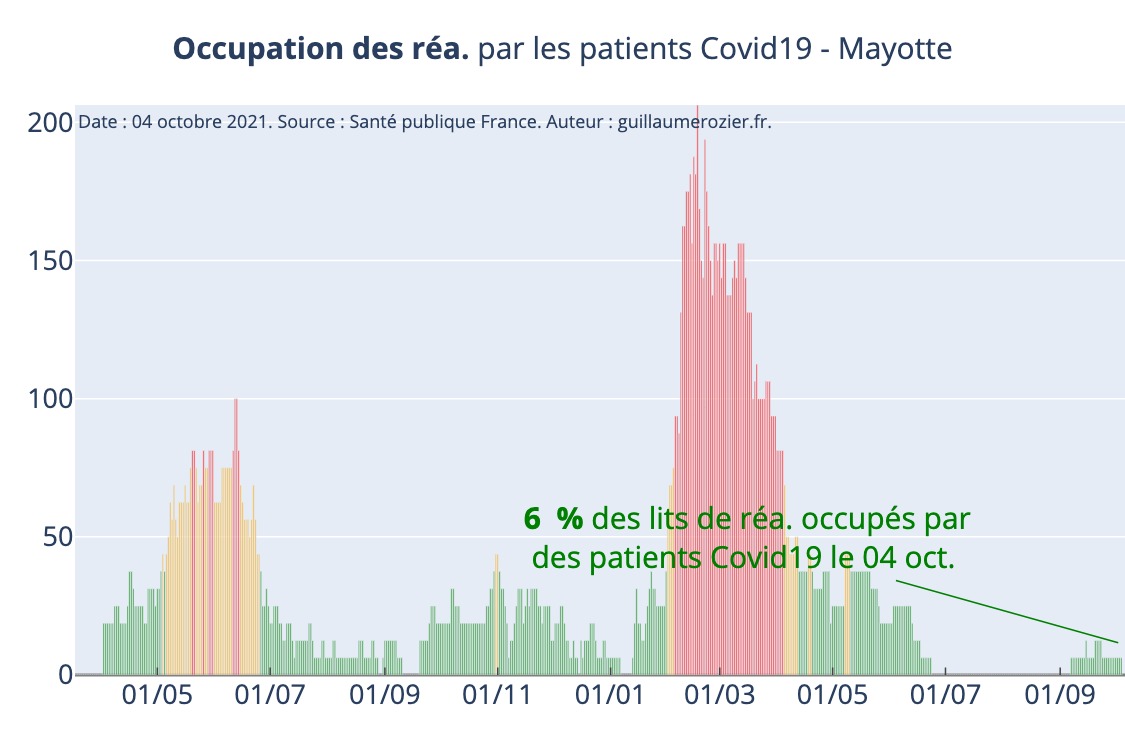 Occupation des réa. par les patients Covid19 - Mayotte
200
Date : 04 octobre 2021. Source : Santé publique France. Auteur : guillaumerozier.fr.
150
100
6 % des lits de réa. occupés par
50
des patients Covid19 le 04 oct.
0
01/05 01/07 01/09 01/11 01/01 01/03 01/05 01/07 01/09